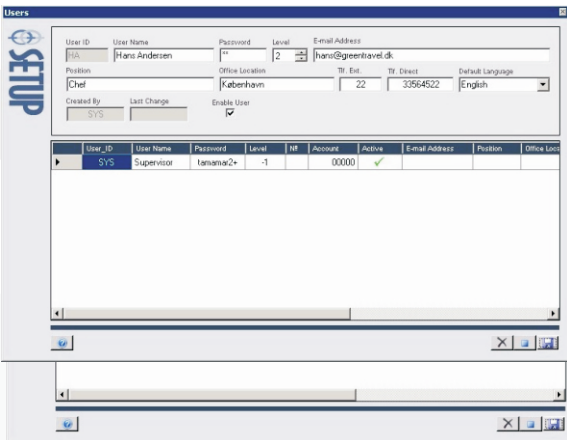 Users
SETUP
User ID User Name Password Level E-mail Address
HA Hans Andersen ** 2 hans@greentravel.dk
Position Office Location Tlf. Ext. Tlf. Direct Default Language
Chef København 22 33564522 English
Created By Last Change Enable User
SYS
User_ID User Name Password Level Nº Account Active E-mail Address Position Office Loca
SYS Supervisor tamamar2+ -1 00000